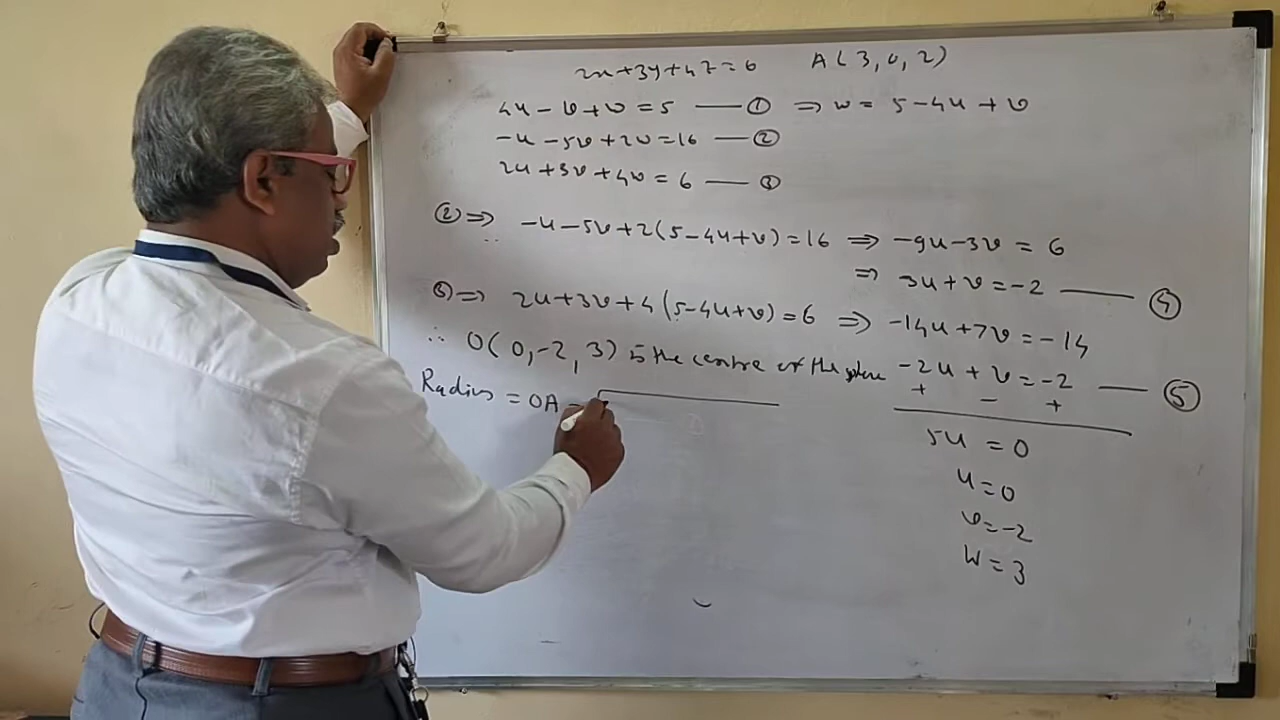 2x+3y+4z=6 A(3,0,2)
4u-v+w=5 —① ⇒ w= 5-4u+v
-u-5v+2w=16 —②
2u+3v+4w=6 —③
②⇒ -u-5v+2(5-4u+v)=16 ⇒ -9u-3v=6
⇒ 3u+v=-2 —④
③⇒ 2u+3v+4(5-4u+v)=6 ⇒ -14u+7v=-14
∴ O(0,-2,3) is the centre of the sphere
-2u+v=-2 —⑤
+ - +
Radius = OA =
5u=0
u=0
v=-2
w=3